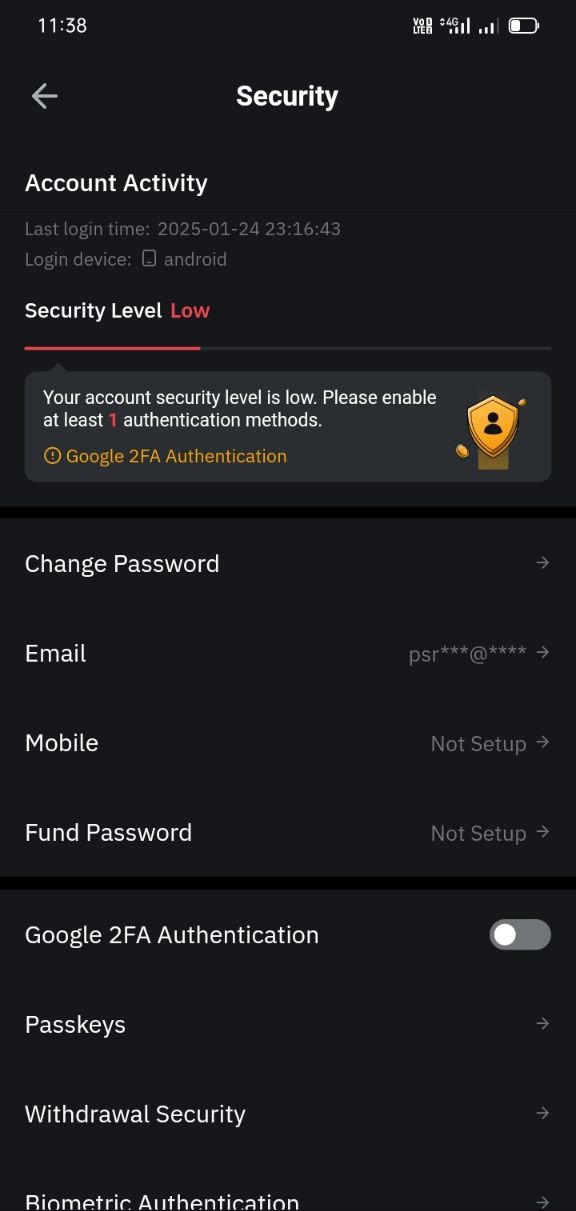 11:38
Vo
LTE2
4G
Security
Account Activity
Last login time: 2025-01-24 23:16:43
Login device: android
Security Level Low
Your account security level is low. Please enable
at least 1 authentication methods.
Google 2FA Authentication
Change Password
Email psr***@****
Mobile Not Setup
Fund Password Not Setup
Google 2FA Authentication
Passkeys
Withdrawal Security
Biometric Authentication